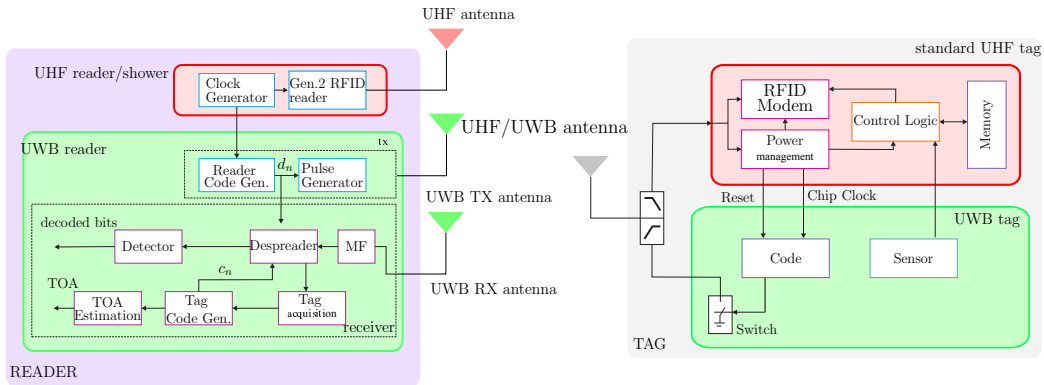 UHF antenna
standard UHF tag
UHF reader/shower
Clock
Generator
Gen.2 RFID
reader
RFID
Modem
Control Logic
Memory
Power
management
UHF/UWB antenna
UWB reader
tx
d_n
Reader
Code Gen.
Pulse
Generator
UWB TX antenna
Reset
Chip Clock
UWB tag
decoded bits
Detector
Despreader
MF
Code
Sensor
c_n
TOA
UWB RX antenna
TOA
Estimation
Tag
Code Gen.
Tag
acquisition
receiver
Switch
TAG
READER